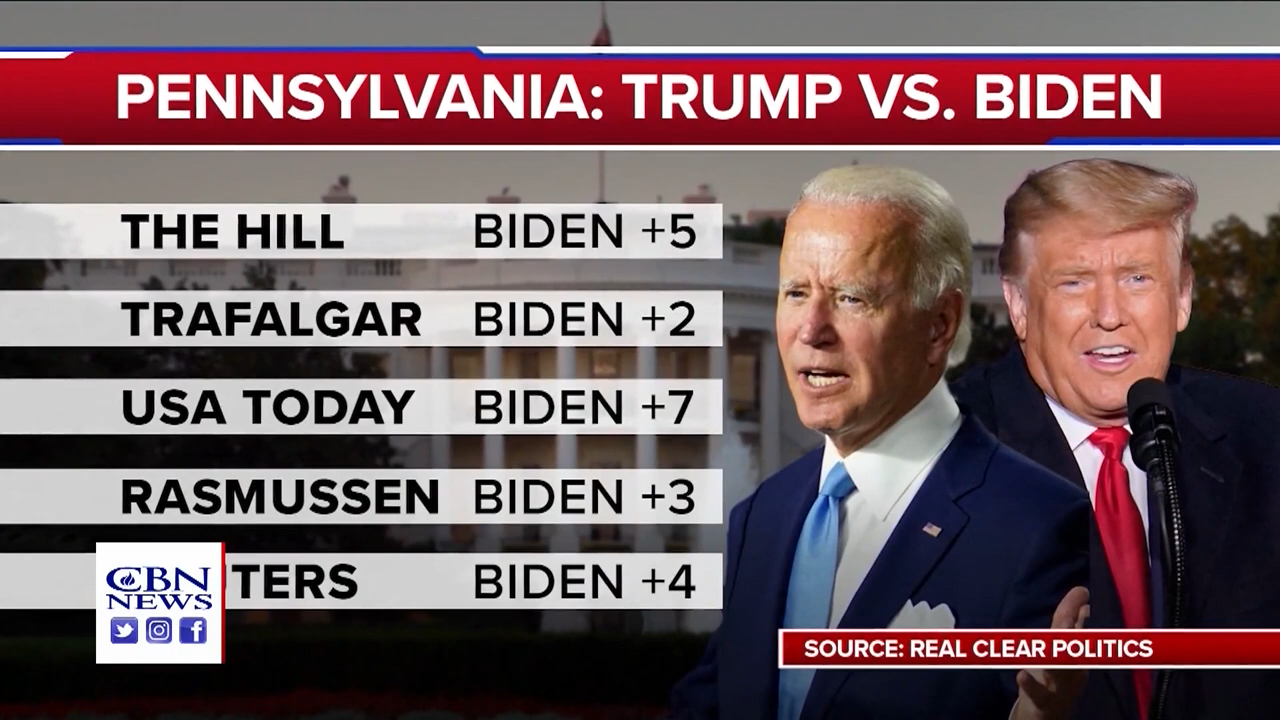 PENNSYLVANIA: TRUMP VS. BIDEN
THE HILL BIDEN +5
TRAFALGAR BIDEN +2
USA TODAY BIDEN +7
RASMUSSEN BIDEN +3
TERS BIDEN +4
CBN
NEWS
SOURCE: REAL CLEAR POLITICS